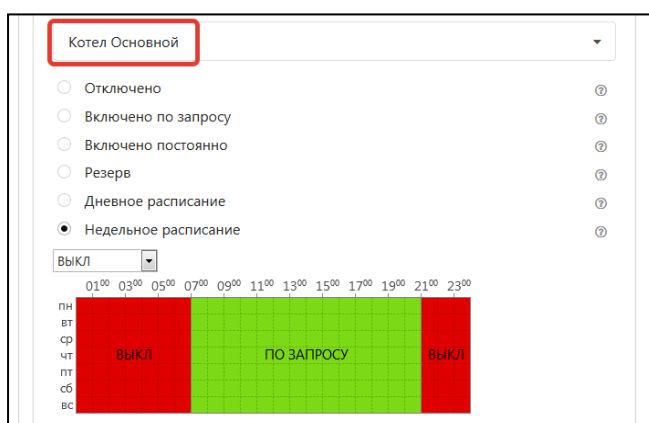 Котел Основной
Отключено
Включено по запросу
Включено постоянно
Резерв
Дневное расписание
Недельное расписание
ВЫКЛ
01⁰⁰ 03⁰⁰ 05⁰⁰ 07⁰⁰ 09⁰⁰ 11⁰⁰ 13⁰⁰ 15⁰⁰ 17⁰⁰ 19⁰⁰ 21⁰⁰ 23⁰⁰
пн
вт
ср
чт ВЫКЛ ПО ЗАПРОСУ ВЫКЛ
пт
сб
вс